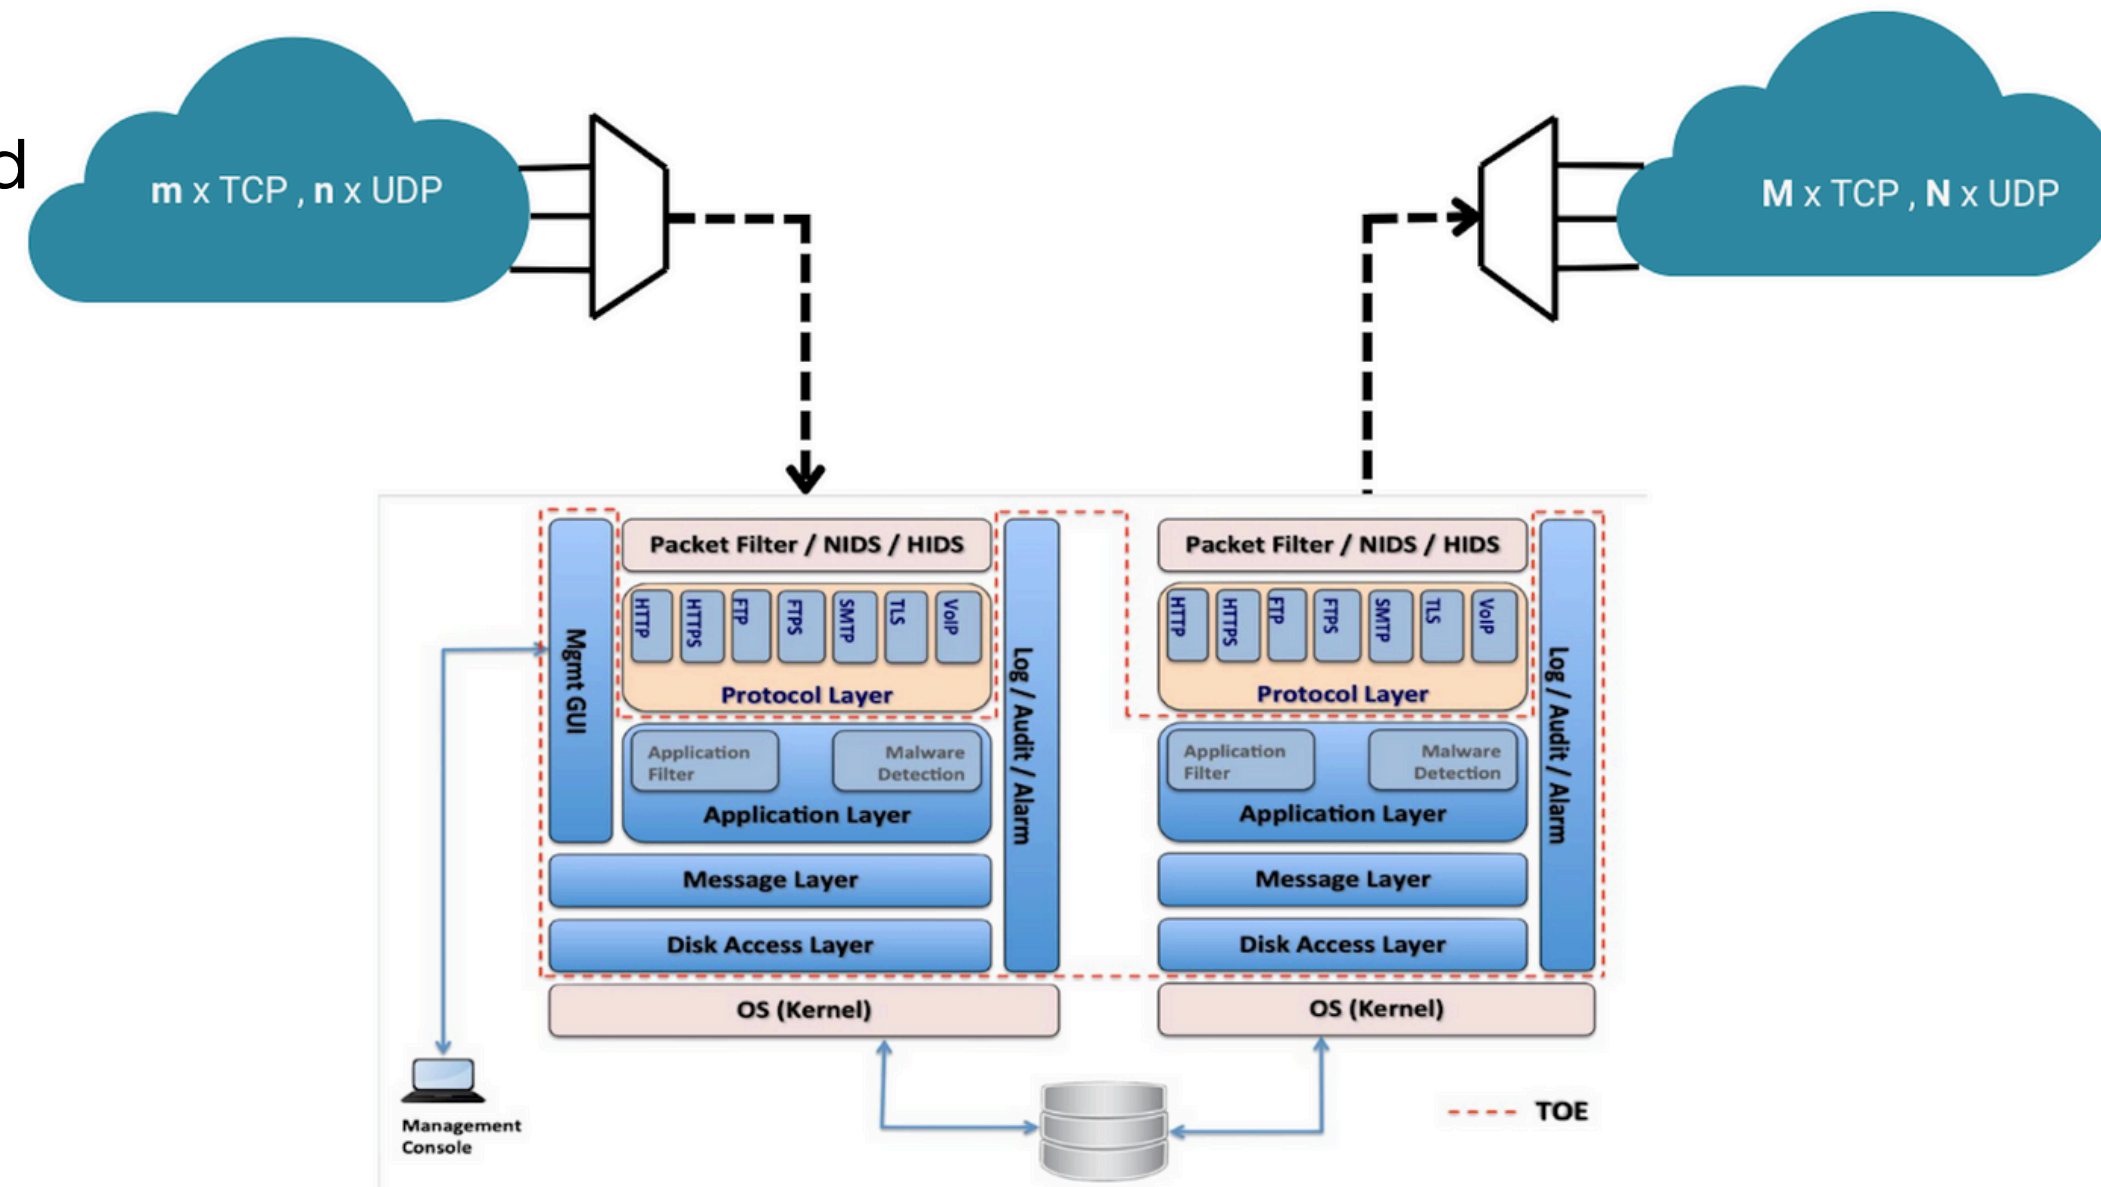 d
m x TCP , n x UDP
M x TCP , N x UDP
Mgmt GUI
Packet Filter / NIDS / HIDS
HTTP
HTTPS
FTP
FTPS
SMTP
TLS
VoIP
Protocol Layer
Application
Filter
Malware
Detection
Application Layer
Message Layer
Disk Access Layer
Log / Audit / Alarm
OS (Kernel)
Packet Filter / NIDS / HIDS
HTTP
HTTPS
FTP
FTPS
SMTP
TLS
VoIP
Protocol Layer
Application
Filter
Malware
Detection
Application Layer
Message Layer
Disk Access Layer
Log / Audit / Alarm
OS (Kernel)
Management
Console
TOE